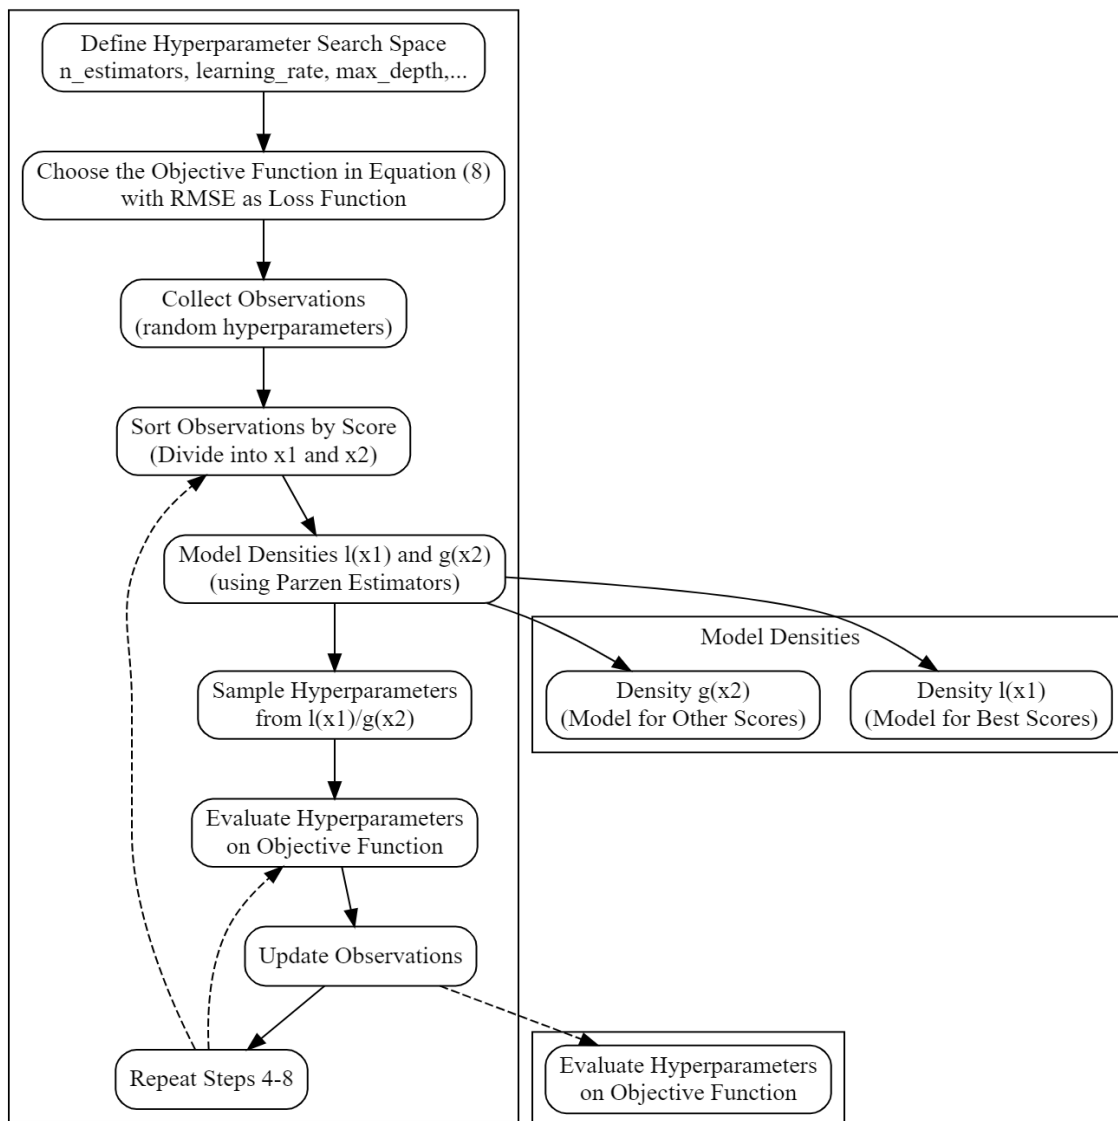 Define Hyperparameter Search Space
n_estimators, learning_rate, max_depth,...
Choose the Objective Function in Equation (8)
with RMSE as Loss Function
Collect Observations
(random hyperparameters)
Sort Observations by Score
(Divide into x1 and x2)
Model Densities l(x1) and g(x2)
(using Parzen Estimators)
Model Densities
Density g(x2)
(Model for Other Scores)
Density l(x1)
(Model for Best Scores)
Sample Hyperparameters
from l(x1)/g(x2)
Evaluate Hyperparameters
on Objective Function
Update Observations
Repeat Steps 4-8
Evaluate Hyperparameters
on Objective Function